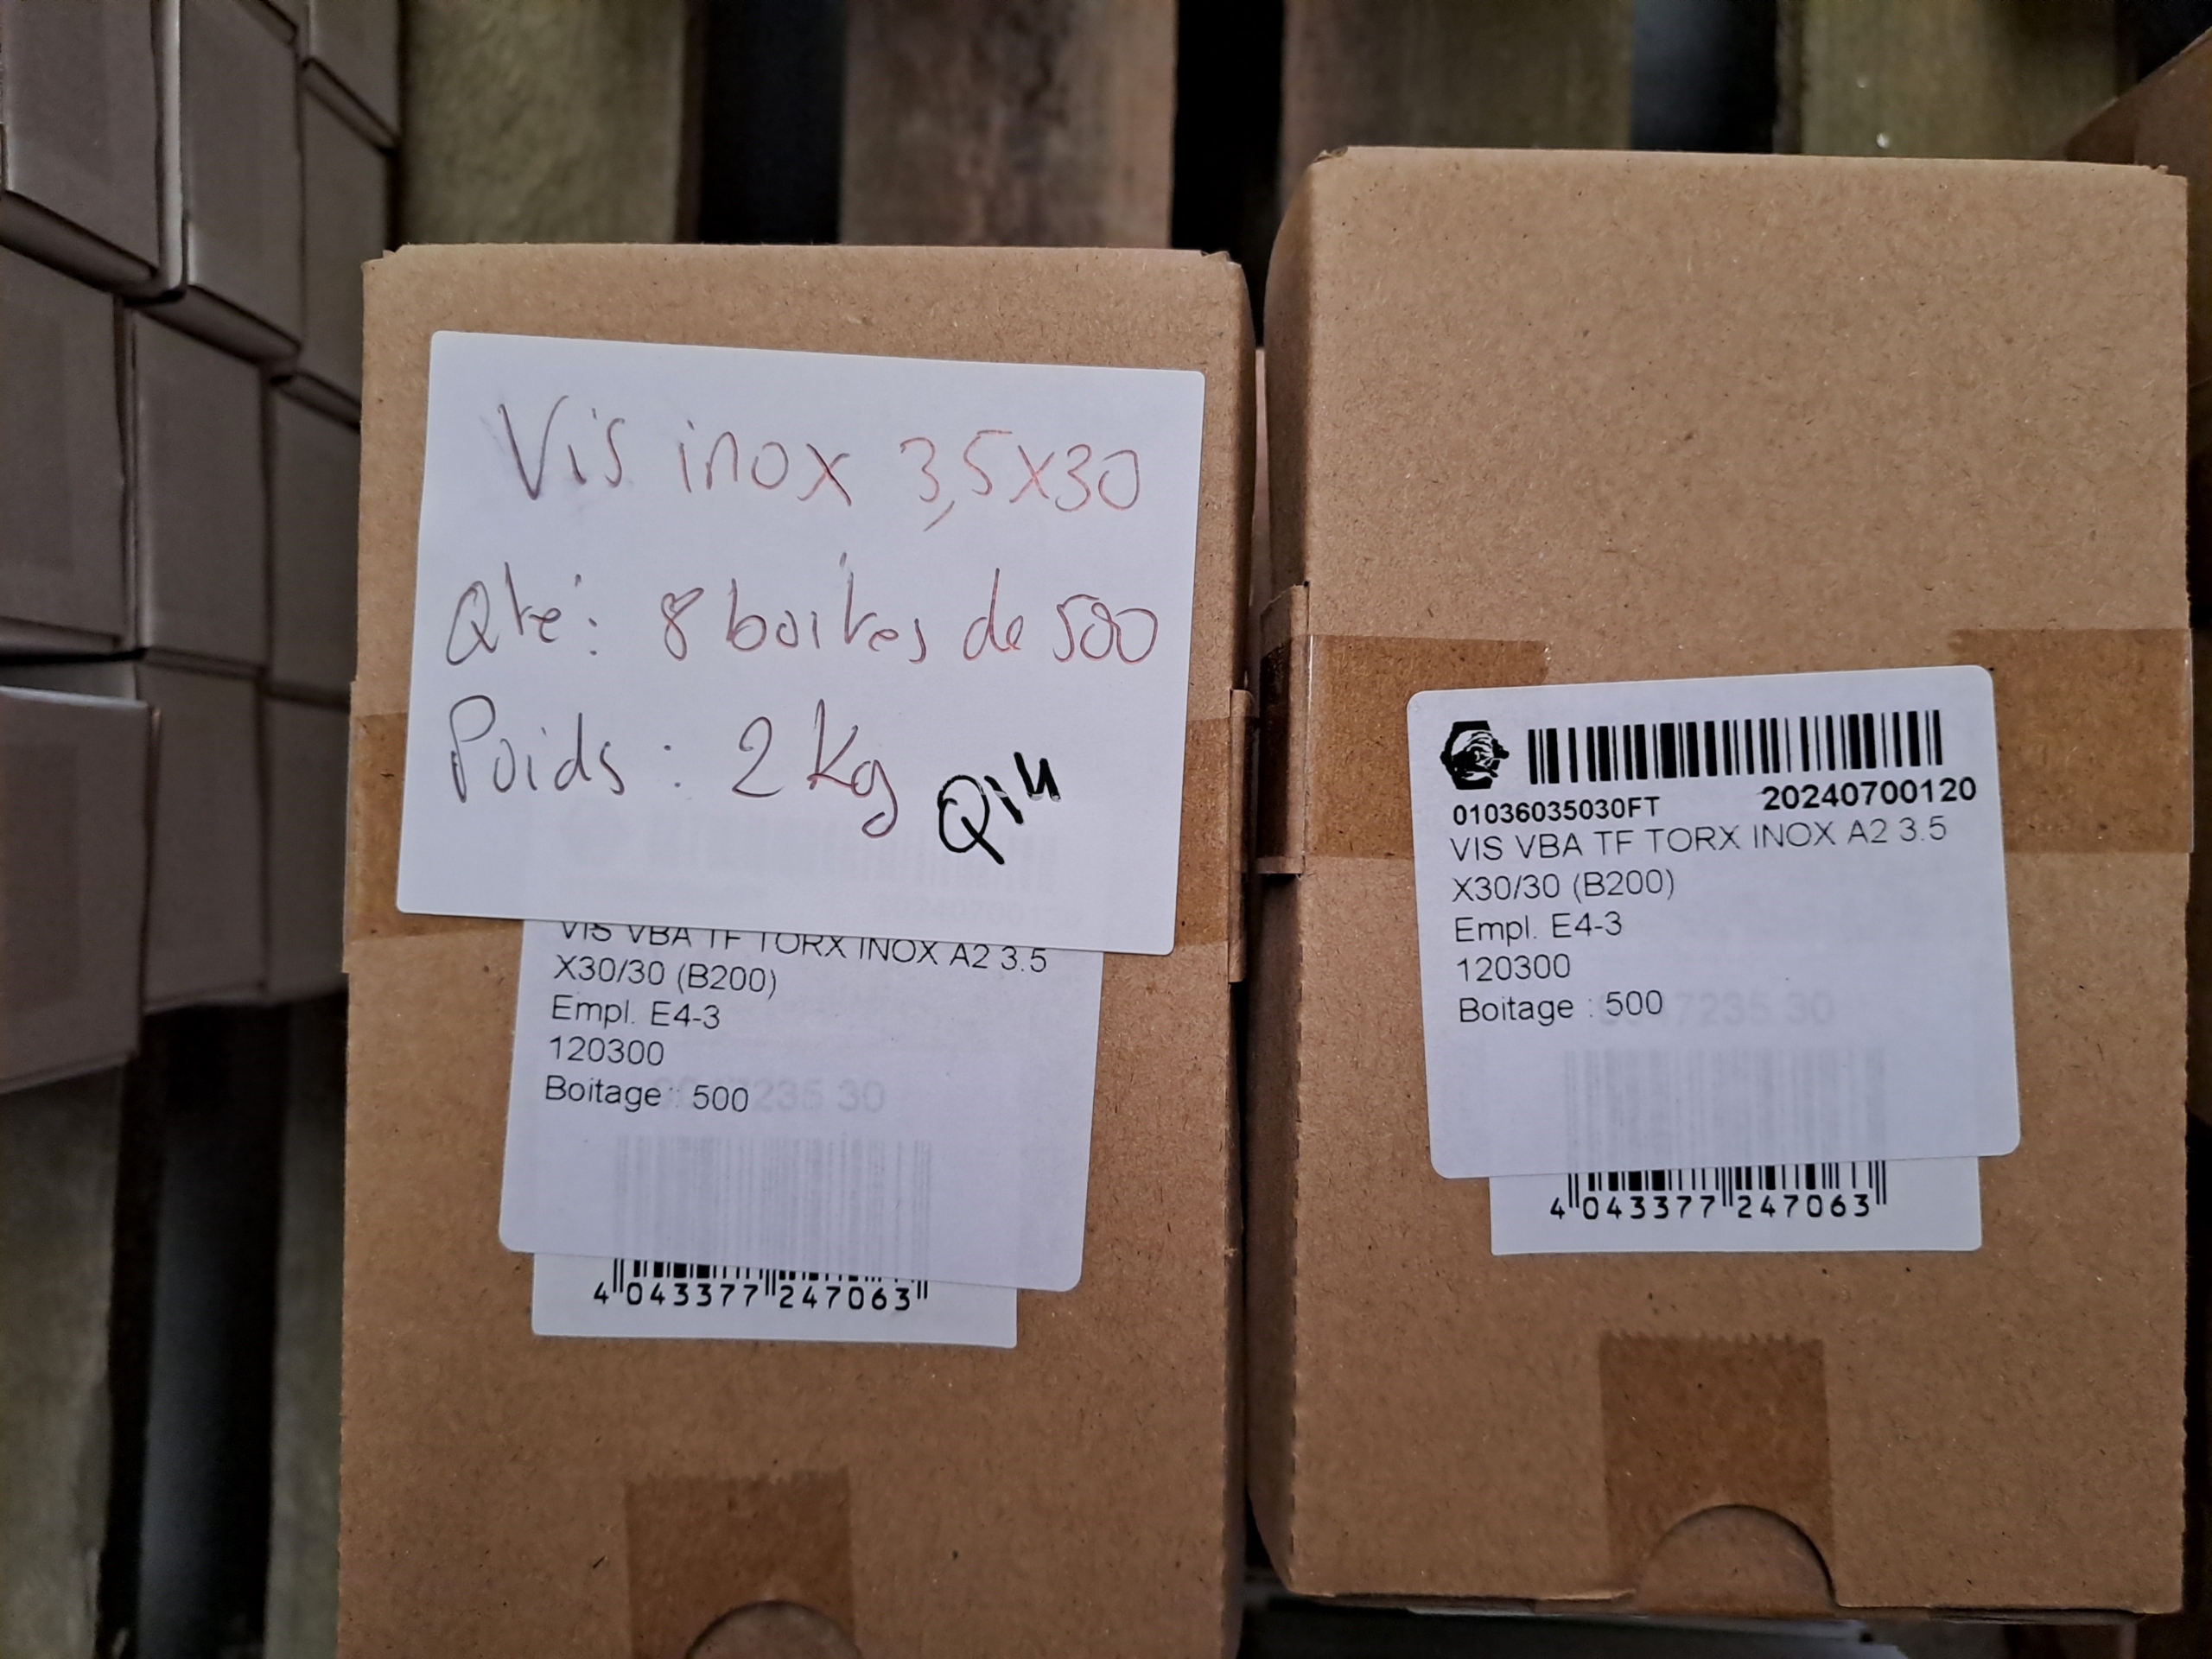 Vis inox 3,5x30
Qté: 8 boites de 500
Poids : 2 Kg
Q14
VIS VBA TF TORX INOX A2 3.5
X30/30 (B200)
Empl. E4-3
120300
Boitage : 500
4 043377 247063
01036035030FT 20240700120
VIS VBA TF TORX INOX A2 3.5
X30/30 (B200)
Empl. E4-3
120300
Boitage : 500
4 043377 247063